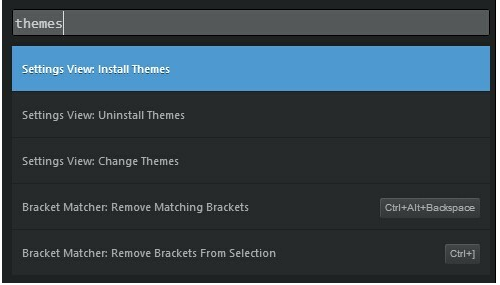 themes
Settings View: Install Themes
Settings View: Uninstall Themes
Settings View: Change Themes
Bracket Matcher: Remove Matching Brackets Ctrl+Alt+Backspace
Bracket Matcher: Remove Brackets From Selection Ctrl+]